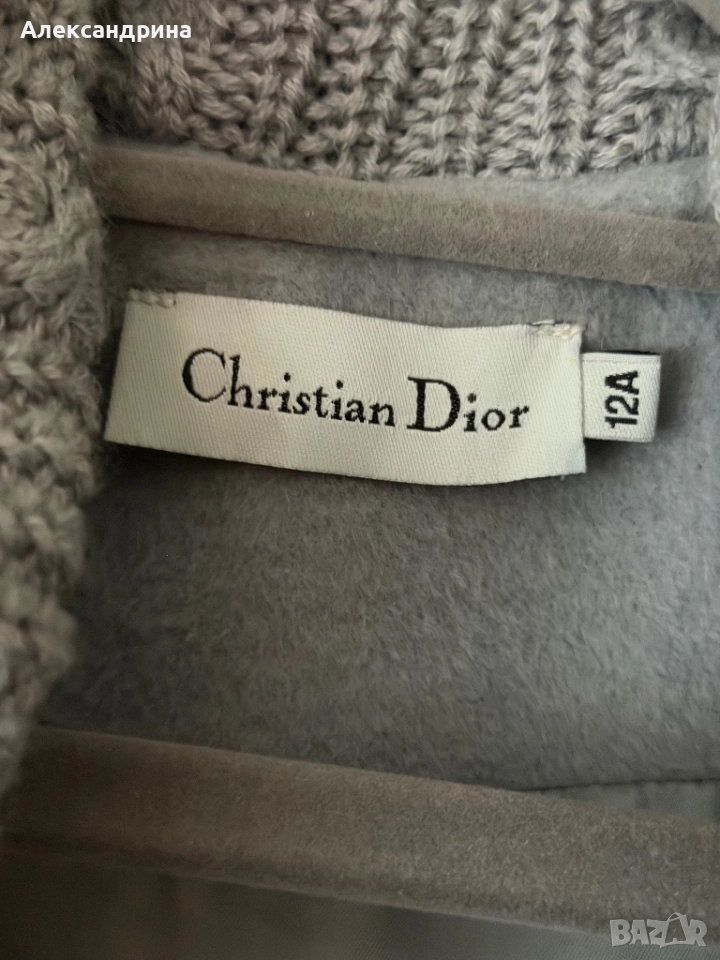 Александрина
Christian Dior
12A
BAZAR